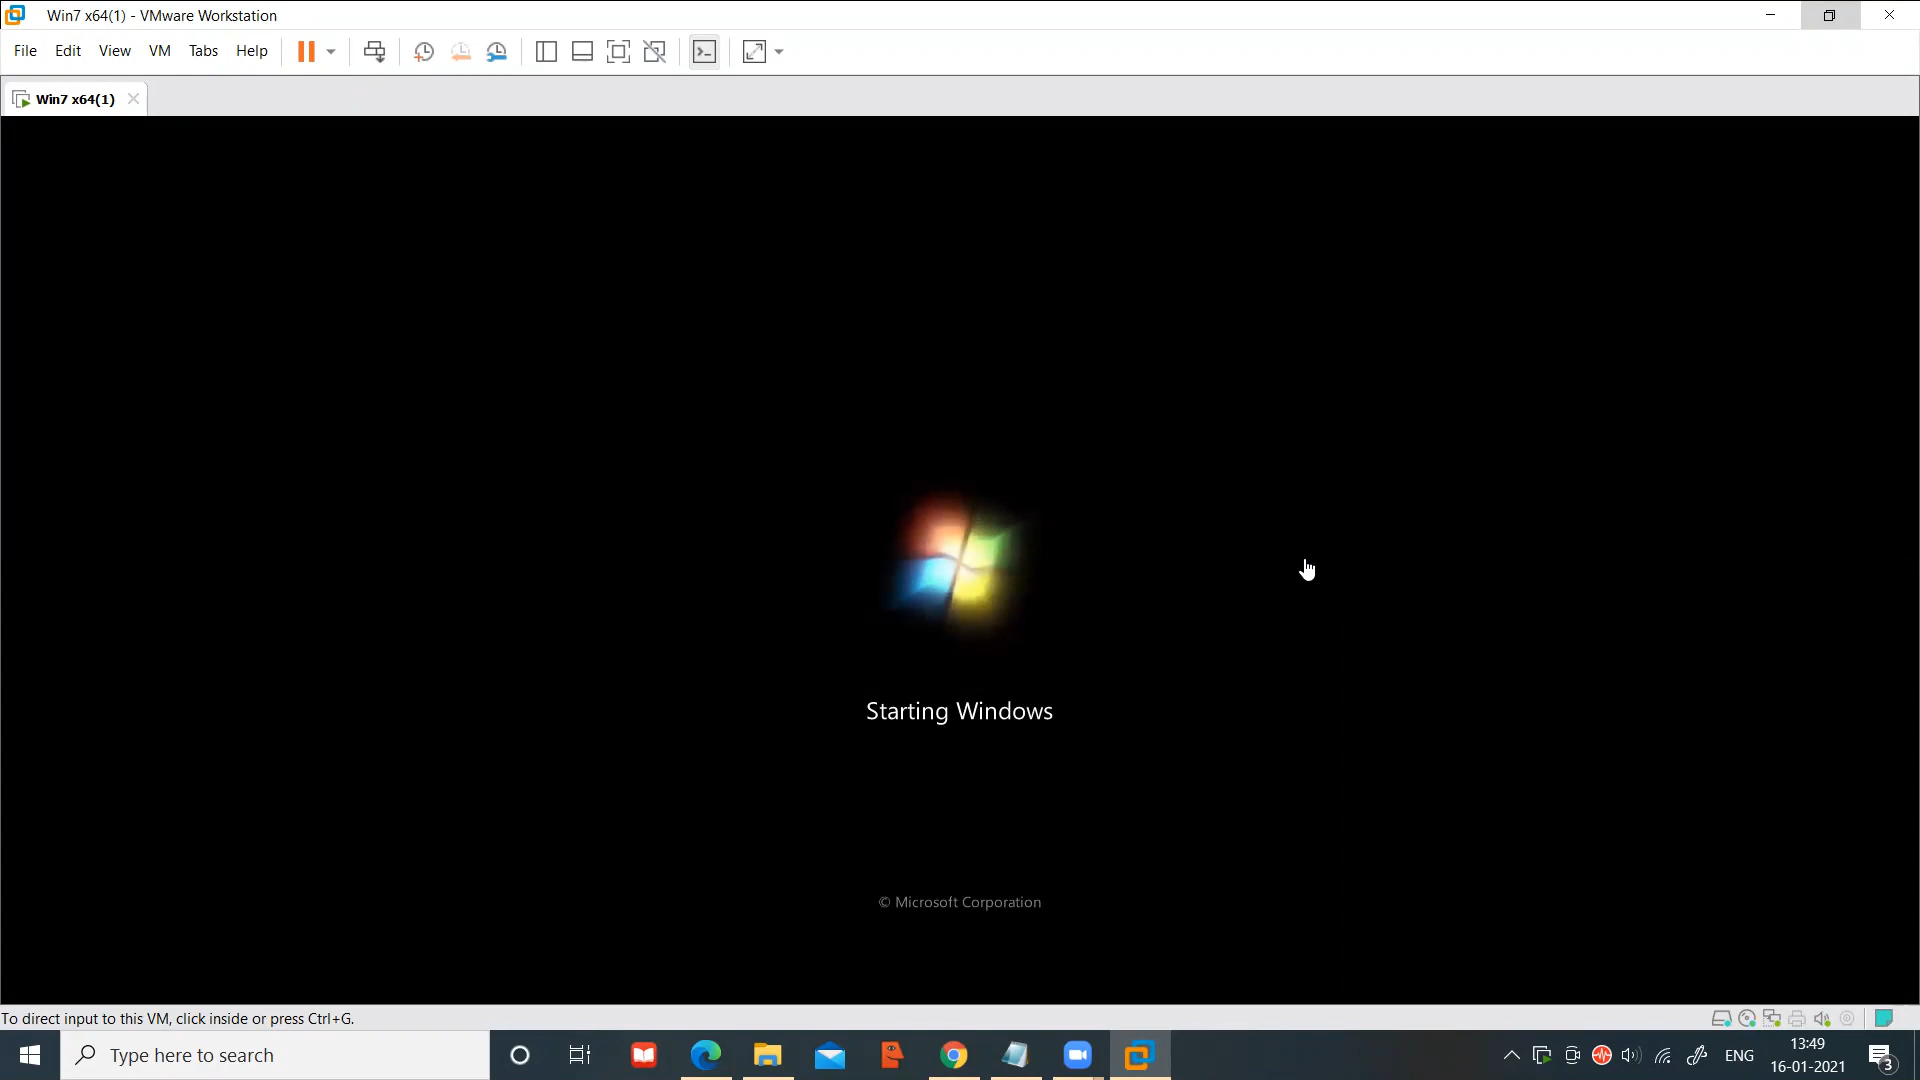 Win7 x64(1) - VMware Workstation
File Edit View VM Tabs Help
Win7 x64(1)
Starting Windows
© Microsoft Corporation
To direct input to this VM, click inside or press Ctrl+G.
Type here to search
ENG
13:49
16-01-2021
3